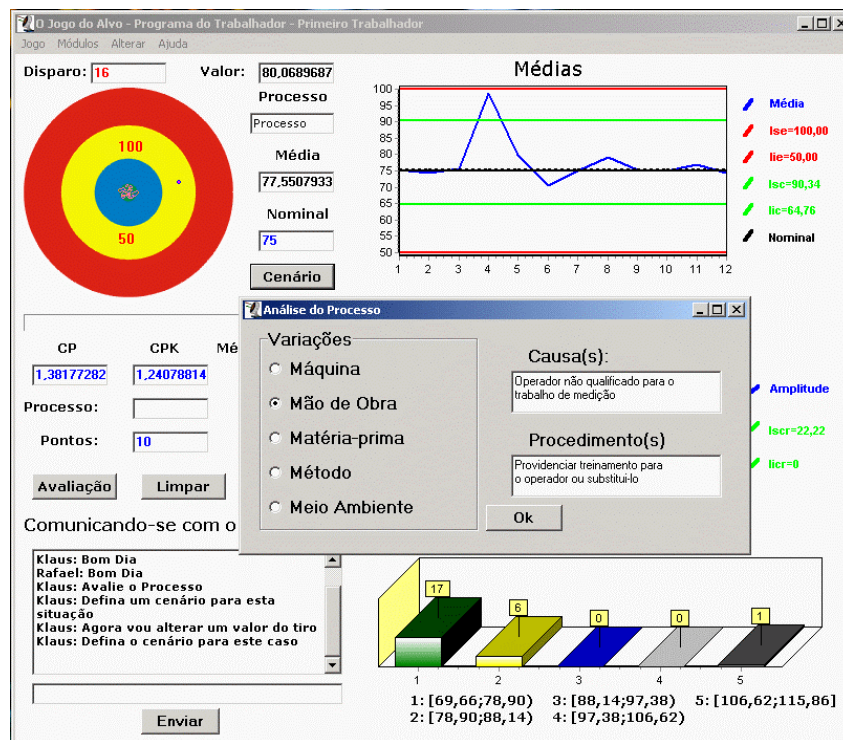 O Jogo do Alvo - Programa do Trabalhador - Primeiro Trabalhador
Jogo Módulos Alterar Ajuda
Disparo: 16 Valor: 80,0689687
100
50
Processo
Processo
Média
77,5507933
Nominal
75
Cenário
Médias
100
95
90
85
80
75
70
65
60
55
50
1 2 3 4 5 6 7 8 9 10 11 12
Média
lse=100,00
lie=50,00
lsc=90,34
lic=64,76
Nominal
CP CPK Mé
1,38177282 1,24078814
Processo:
Pontos: 10
Avaliação Limpar
Análise do Processo
Variações
Máquina
Mão de Obra
Matéria-prima
Método
Meio Ambiente
Causa(s):
Operador não qualificado para o
trabalho de medição
Procedimento(s)
Providenciar treinamento para
o operador ou substitui-lo
Ok
Amplitude
lscr=22,22
licr=0
Comunicando-se com o
Klaus: Bom Dia
Rafael: Bom Dia
Klaus: Avalie o Processo
Klaus: Defina um cenário para esta
situação
Klaus: Agora vou alterar um valor do tiro
Klaus: Defina o cenário para este caso
Enviar
17 6 0 0 1
1 2 3 4 5
1: [69,66;78,90) 3: [88,14;97,38) 5: [106,62;115,86]
2: [78,90;88,14) 4: [97,38;106,62)